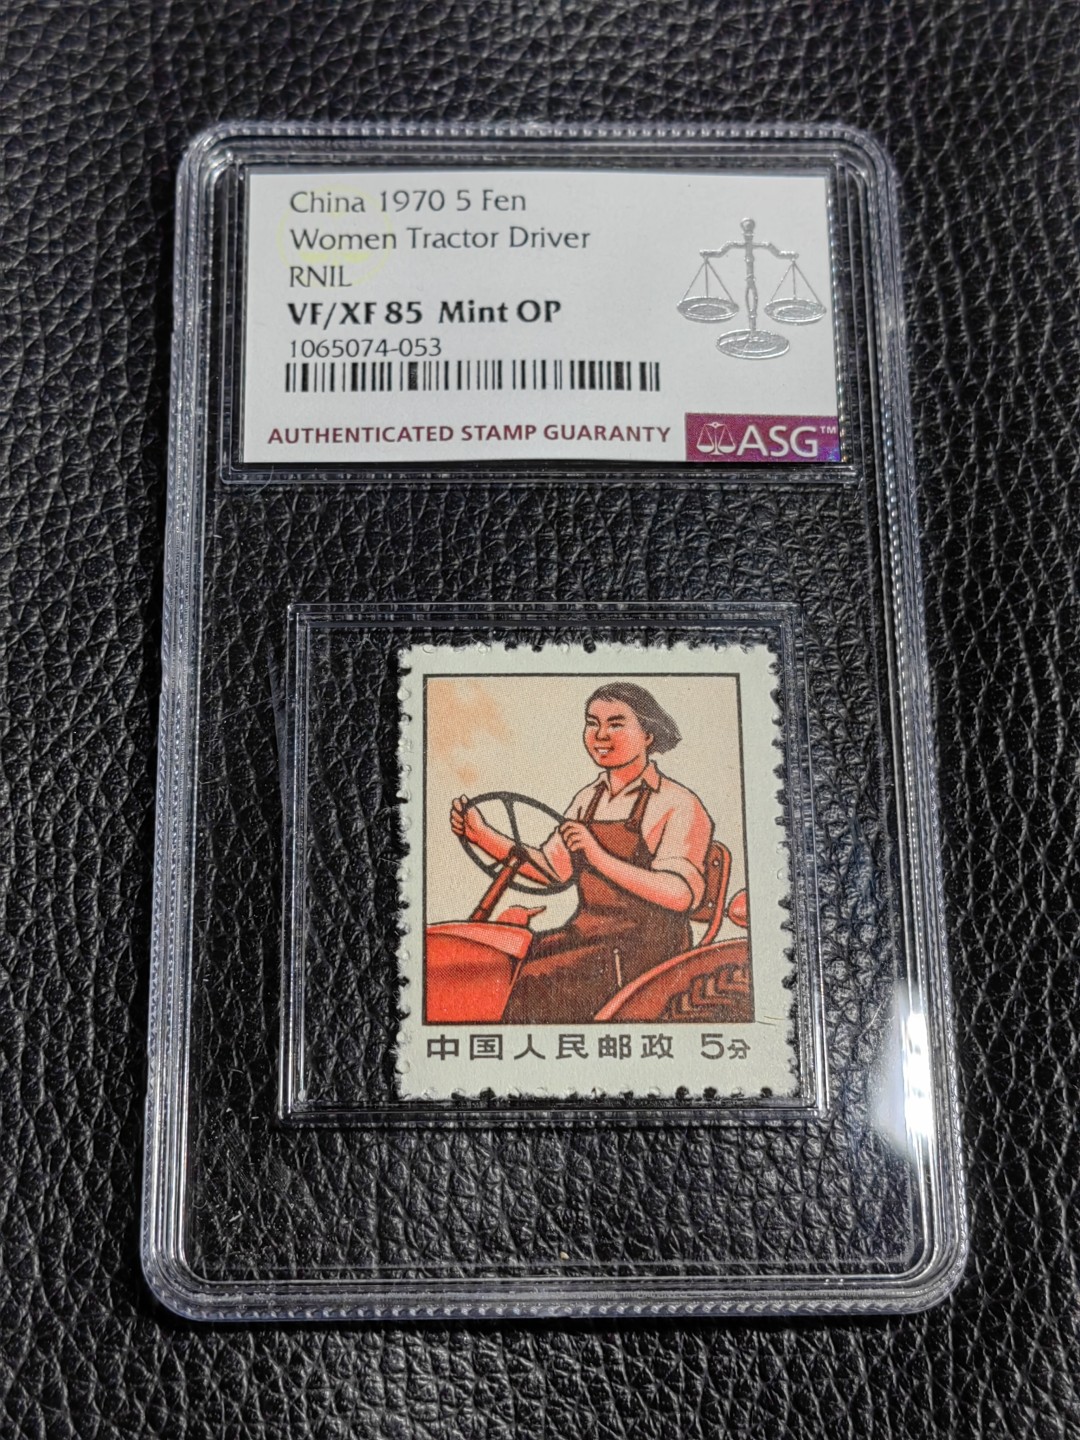 China 1970 5 Fen
Women Tractor Driver
RNIL
VF/XF 85 Mint OP
1065074-053
AUTHENTICATED STAMP GUARANTY
ASG™
中国人民邮政 5分